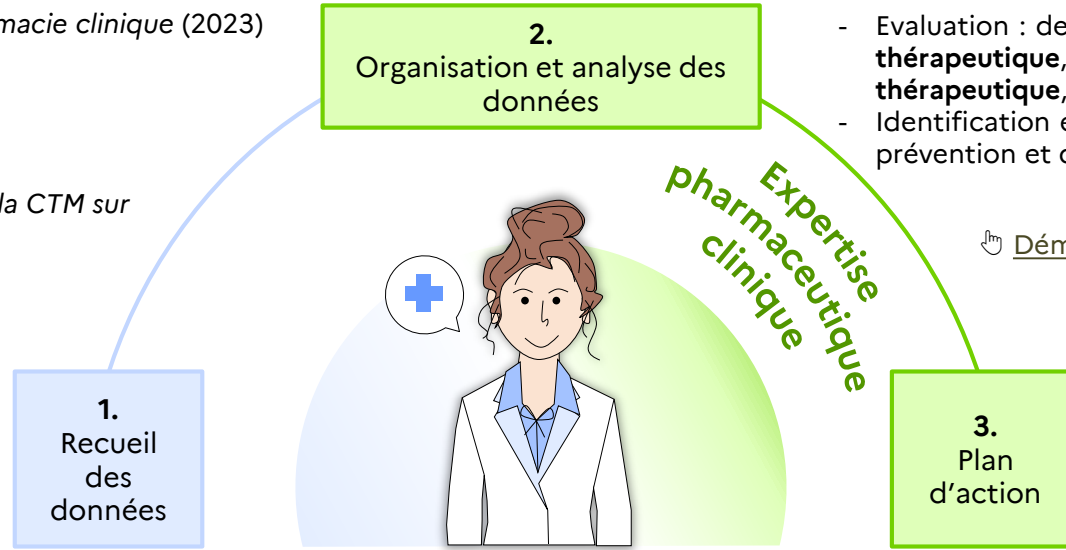 macie clinique (2023)
la CTM sur
2.
Organisation et analyse des
données
- Evaluation : de
thérapeutique,
thérapeutique,
- Identification
prévention et
Expertise
pharmaceutique
clinique
Dém
1.
Recueil
des
données
3.
Plan
d’action